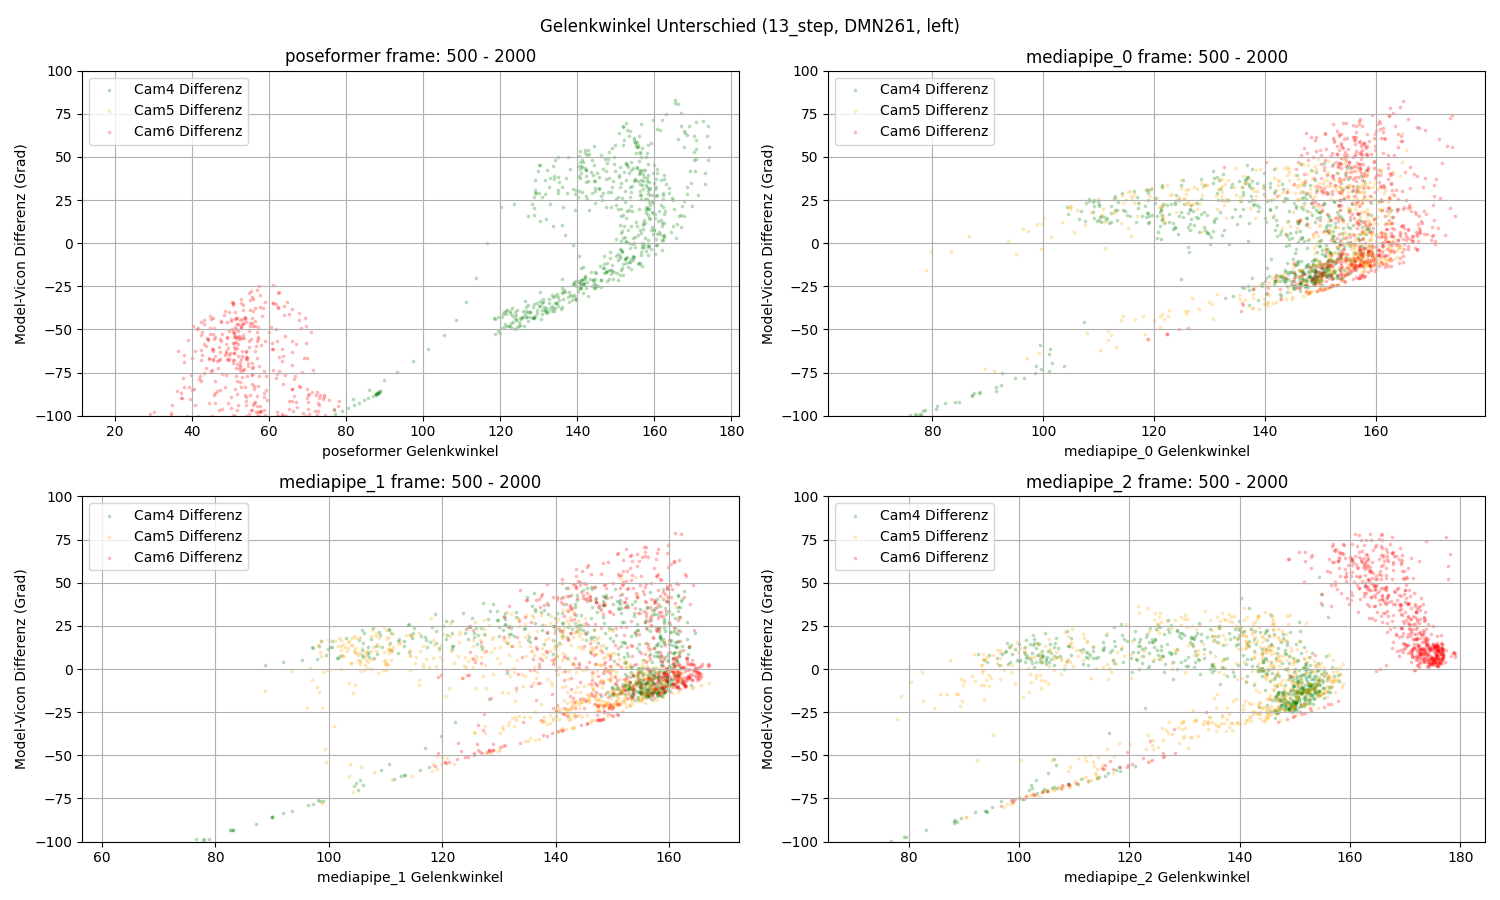 Gelenkwinkel Unterschied (13_step, DMN261, left)
poseformer frame: 500 - 2000
100
75
50
25
0
−25
−50
−75
−100
Model-Vicon Differenz (Grad)
Cam4 Differenz
Cam5 Differenz
Cam6 Differenz
20 40 60 80 100 120 140 160 180
poseformer Gelenkwinkel
mediapipe_0 frame: 500 - 2000
100
75
50
25
0
−25
−50
−75
−100
Model-Vicon Differenz (Grad)
Cam4 Differenz
Cam5 Differenz
Cam6 Differenz
80 100 120 140 160
mediapipe_0 Gelenkwinkel
mediapipe_1 frame: 500 - 2000
100
75
50
25
0
−25
−50
−75
−100
Model-Vicon Differenz (Grad)
Cam4 Differenz
Cam5 Differenz
Cam6 Differenz
60 80 100 120 140 160
mediapipe_1 Gelenkwinkel
mediapipe_2 frame: 500 - 2000
100
75
50
25
0
−25
−50
−75
−100
Model-Vicon Differenz (Grad)
Cam4 Differenz
Cam5 Differenz
Cam6 Differenz
80 100 120 140 160 180
mediapipe_2 Gelenkwinkel